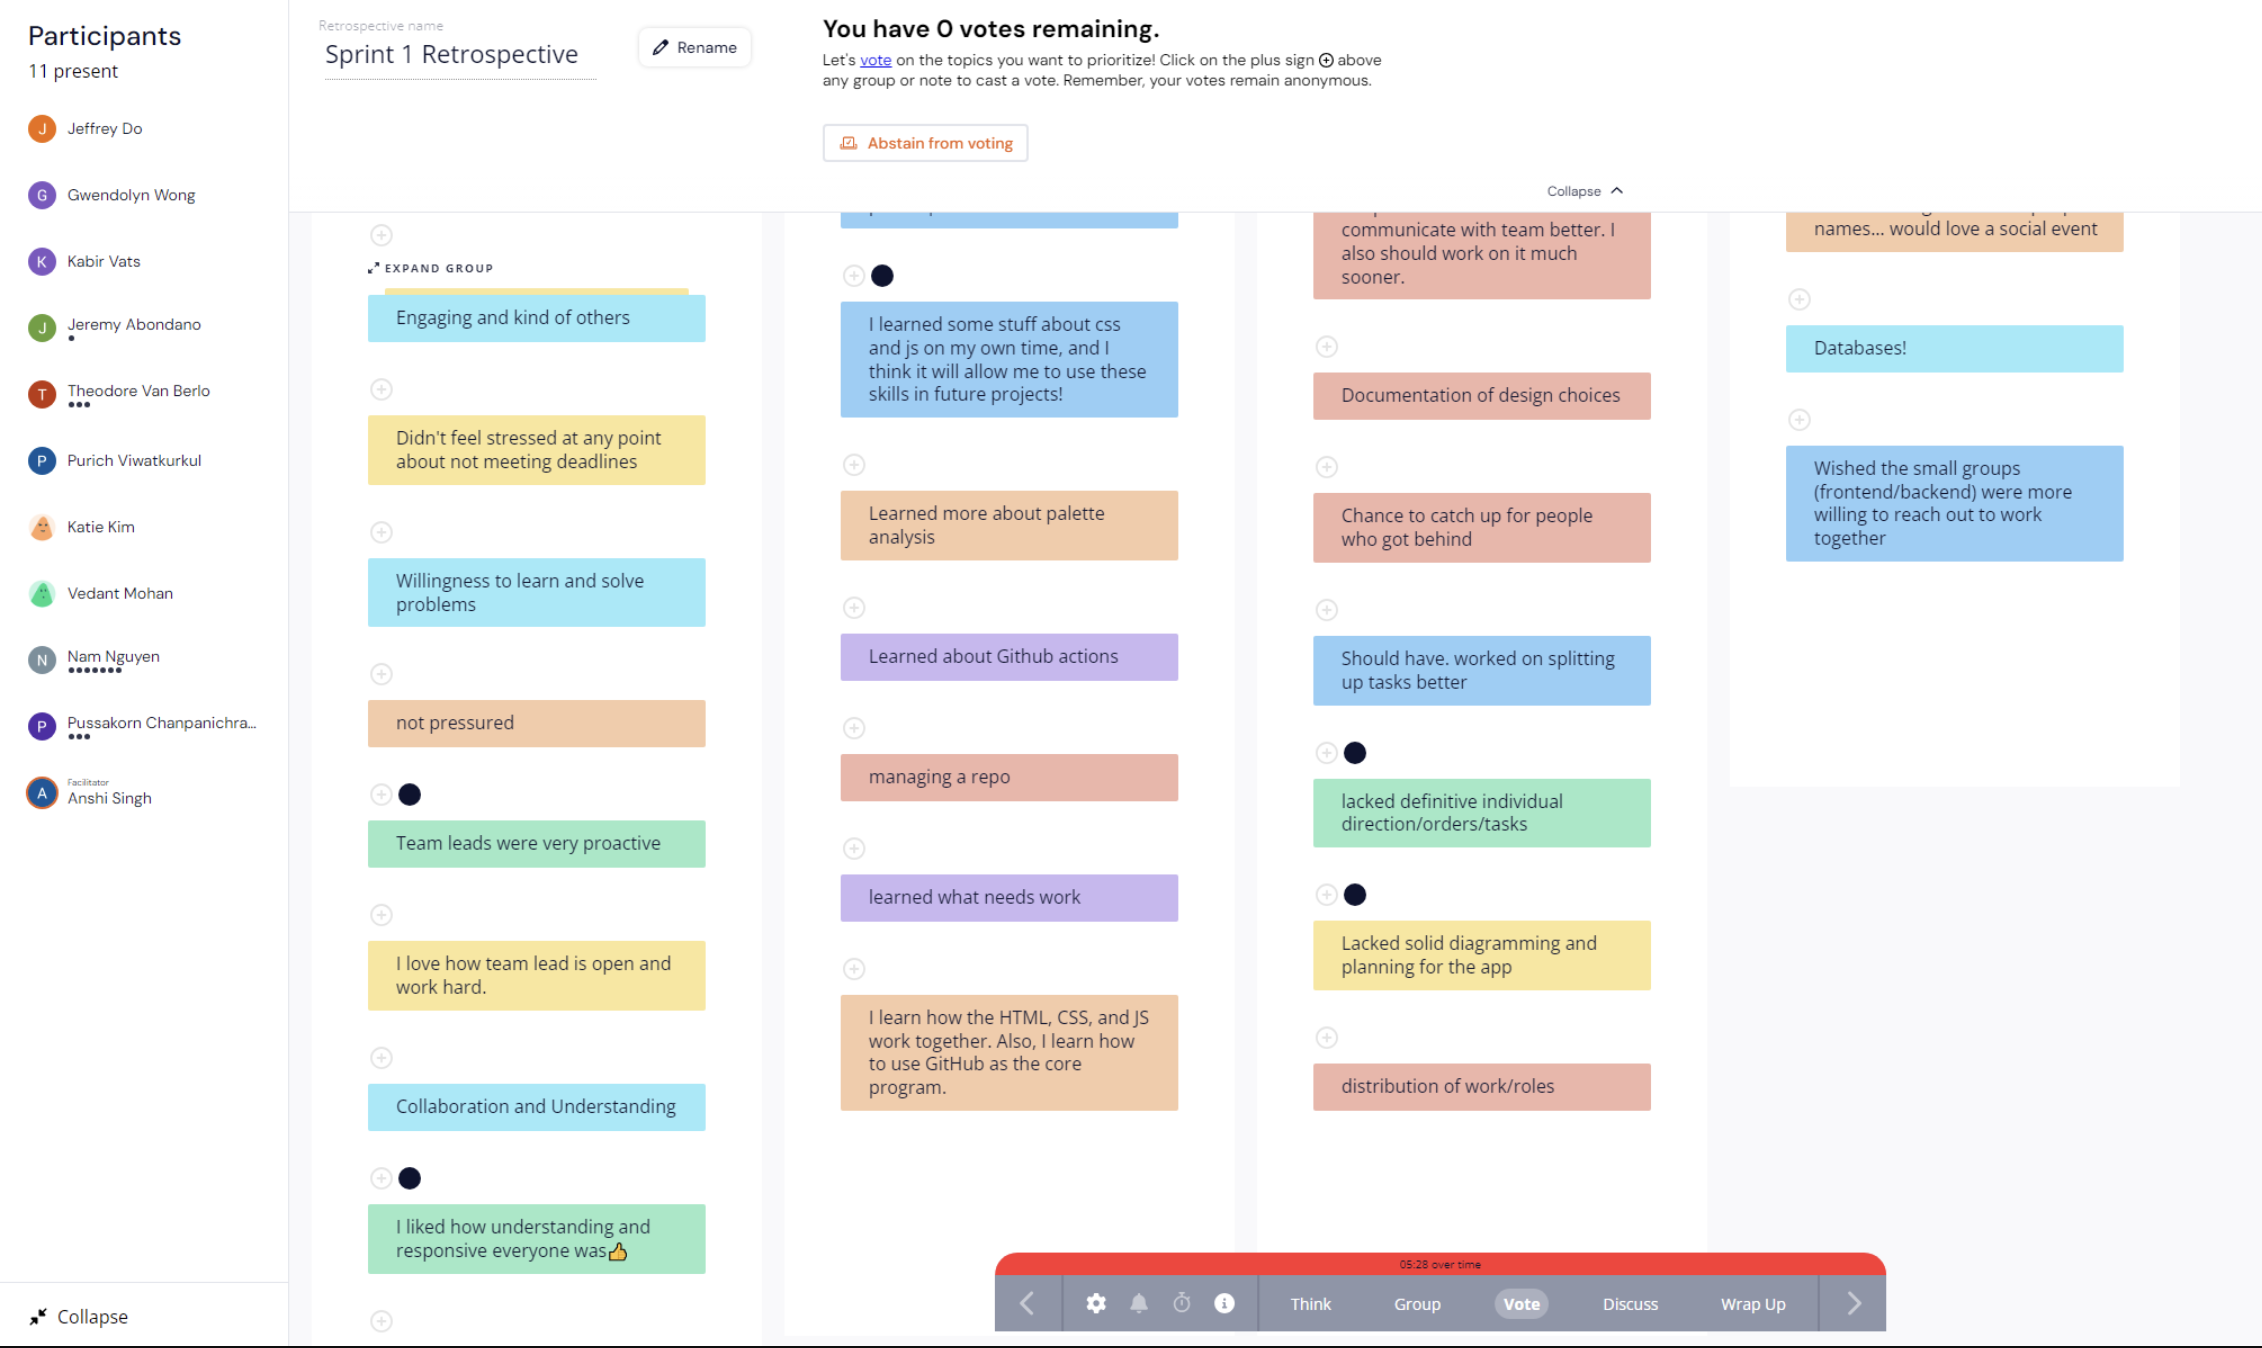 Participants
11 present
J Jeffrey Do
G Gwendolyn Wong
K Kabir Vats
J Jeremy Abondano
T Theodore Van Berlo
P Purich Viwatkurkul
Katie Kim
Vedant Mohan
N Nam Nguyen
P Pussakorn Chanpanichra...
Facilitator
A Anshi Singh
Collapse
Retrospective name
Sprint 1 Retrospective
Rename
You have 0 votes remaining.
Let's vote on the topics you want to prioritize! Click on the plus sign ⊕ above
any group or note to cast a vote. Remember, your votes remain anonymous.
Abstain from voting
Collapse
EXPAND GROUP
Engaging and kind of others
Didn't feel stressed at any point
about not meeting deadlines
Willingness to learn and solve
problems
not pressured
Team leads were very proactive
I love how team lead is open and
work hard.
Collaboration and Understanding
I liked how understanding and
responsive everyone was👍
I learned some stuff about css
and js on my own time, and I
think it will allow me to use these
skills in future projects!
Learned more about palette
analysis
Learned about Github actions
managing a repo
learned what needs work
I learn how the HTML, CSS, and JS
work together. Also, I learn how
to use GitHub as the core
program.
communicate with team better. I
also should work on it much
sooner.
Documentation of design choices
Chance to catch up for people
who got behind
Should have. worked on splitting
up tasks better
lacked definitive individual
direction/orders/tasks
Lacked solid diagramming and
planning for the app
distribution of work/roles
names... would love a social event
Databases!
Wished the small groups
(frontend/backend) were more
willing to reach out to work
together
05:28 over time
Think
Group
Vote
Discuss
Wrap Up